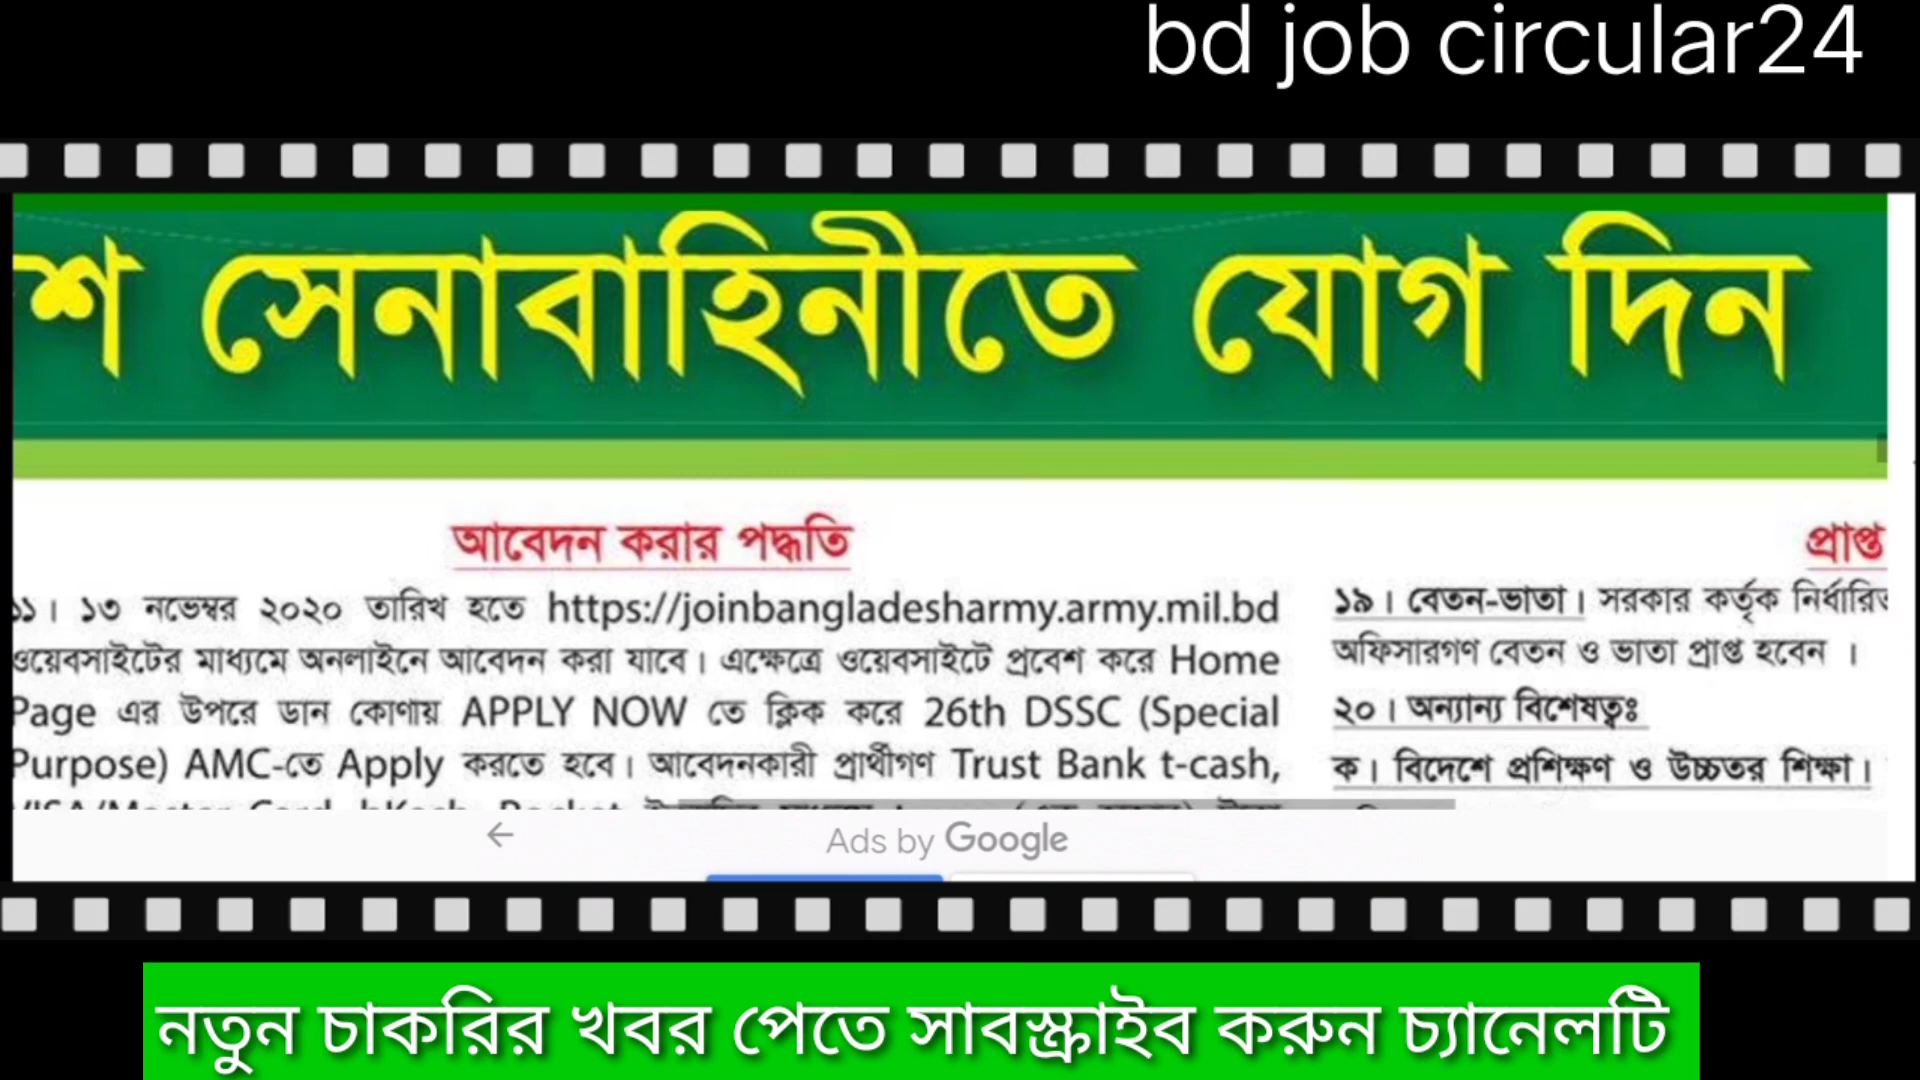 bd job circular24
শ সেনাবাহিনীতে যোগ দিন
আবেদন করার পদ্ধতি
১১। ১৩ নভেম্বর ২০২০ তারিখ হতে https://joinbangladesharmy.army.mil.bd
ওয়েবসাইটের মাধ্যমে অনলাইনে আবেদন করা যাবে। এক্ষেত্রে ওয়েবসাইটে প্রবেশ করে Home
Page এর উপরে ডান কোণায় APPLY NOW তে ক্লিক করে 26th DSSC (Special
Purpose) AMC-তে Apply করতে হবে। আবেদনকারী প্রার্থীগণ Trust Bank t-cash,
প্রাপ্ত
১৯। বেতন-ভাতা। সরকার কর্তৃক নির্ধারিত
অফিসারগণ বেতন ও ভাতা প্রাপ্ত হবেন ।
২০। অন্যান্য বিশেষত্বঃ
ক। বিদেশে প্রশিক্ষণ ও উচ্চতর শিক্ষা।
Ads by Google
নতুন চাকরির খবর পেতে সাবস্ক্রাইব করুন চ্যানেলটি